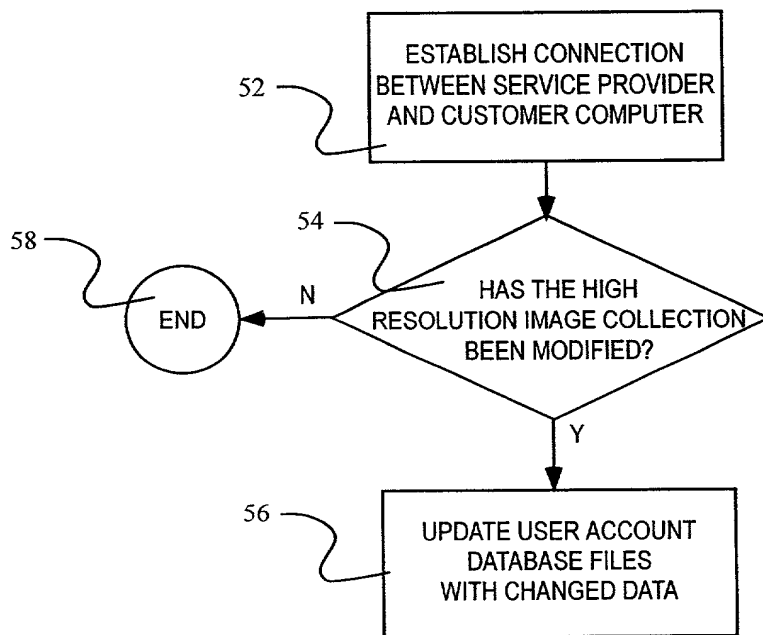 ESTABLISH CONNECTION
BETWEEN SERVICE PROVIDER
AND CUSTOMER COMPUTER
52
54
58
END
N
HAS THE HIGH
RESOLUTION IMAGE COLLECTION
BEEN MODIFIED?
Y
56
UPDATE USER ACCOUNT
DATABASE FILES
WITH CHANGED DATA